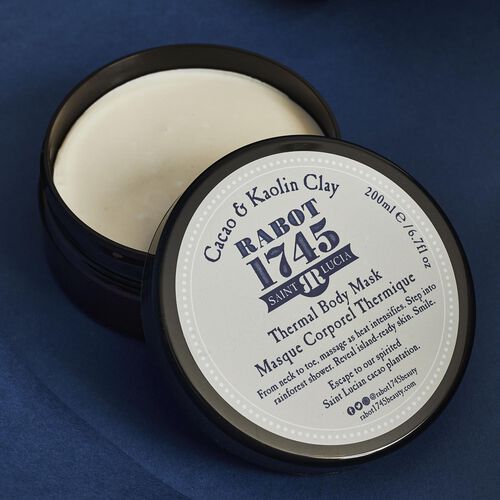 Cacao & Kaolin Clay
200ml ℮ /6.7fl oz
RABOT
1745
SAINT RR LUCIA
Thermal Body Mask
Masque Corporel Thermique
From neck to toe, massage as heat intensifies. Step into
rainforest shower. Reveal island-ready skin. Smile.
Escape to our spirited
Saint Lucian cacao plantation.
@rabot1745beauty
rabot1745beauty.com